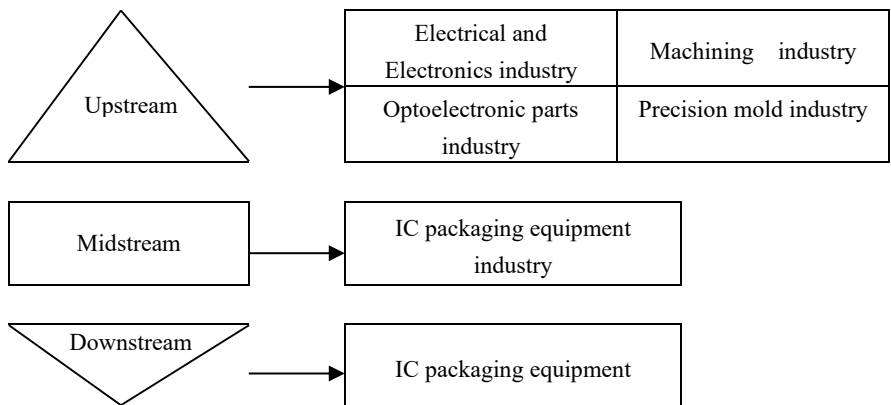 Upstream
Electrical and
Electronics industry
Machining industry
Optoelectronic parts
industry
Precision mold industry
Midstream
IC packaging equipment
industry
Downstream
IC packaging equipment